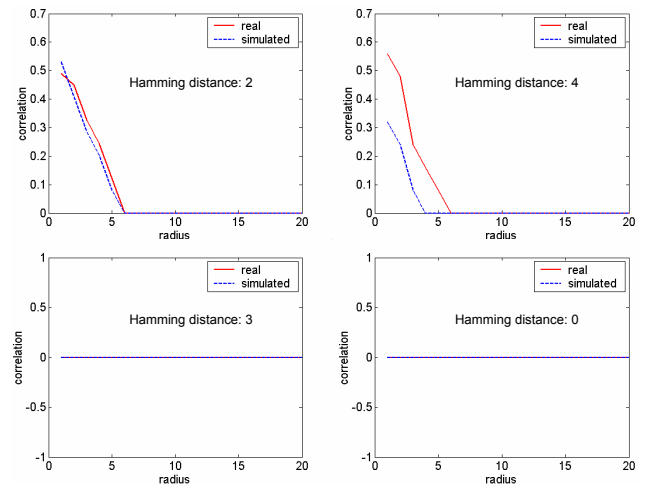 0.7
0.6
0.5
0.4
0.3
0.2
0.1
0
0
5
10
15
20
correlation
radius
real
simulated
Hamming distance: 2
0.7
0.6
0.5
0.4
0.3
0.2
0.1
0
0
5
10
15
20
correlation
radius
real
simulated
Hamming distance: 4
1
0.5
0
-0.5
-1
0
5
10
15
20
correlation
radius
real
simulated
Hamming distance: 3
1
0.5
0
-0.5
-1
0
5
10
15
20
correlation
radius
real
simulated
Hamming distance: 0